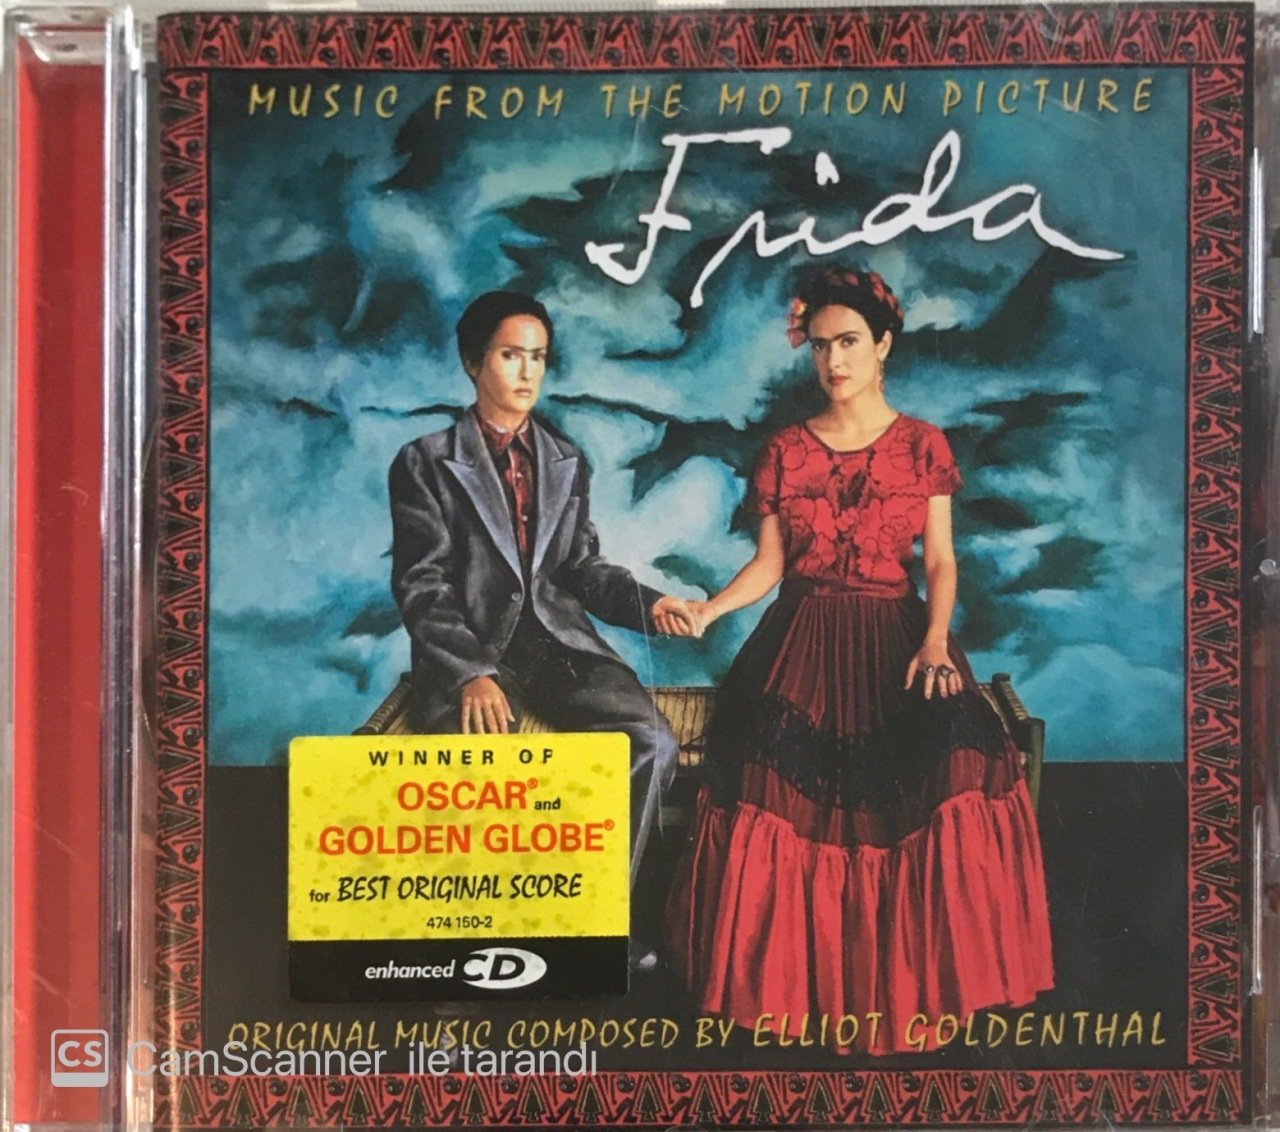 MUSIC FROM THE MOTION PICTURE
Frida
WINNER OF
OSCAR® and
GOLDEN GLOBE®
for BEST ORIGINAL SCORE
474 150-2
enhanced CD
ORIGINAL MUSIC COMPOSED BY ELLIOT GOLDENTHAL
CS CamScanner ile tarandı